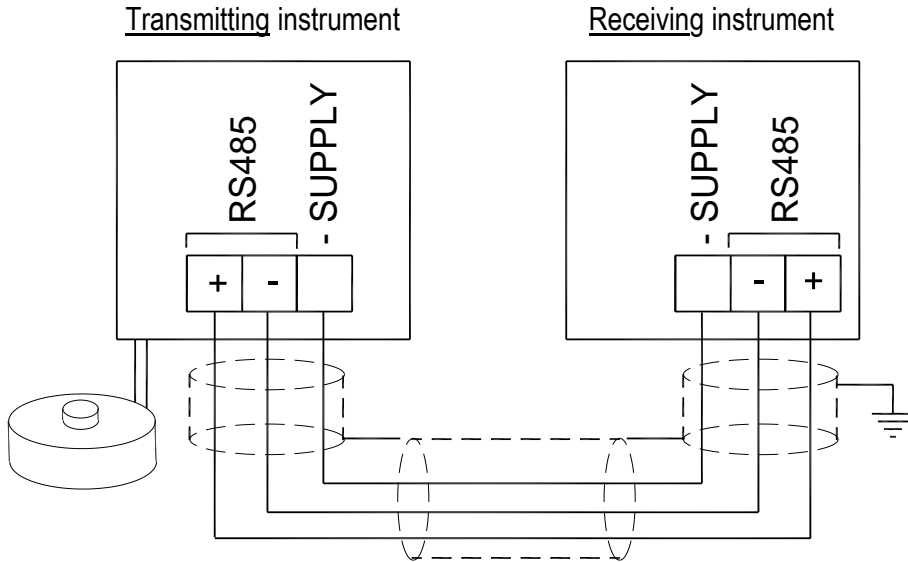 Transmitting instrument
Receiving instrument
RS485
- SUPPLY
+ -
- SUPPLY
RS485
- +